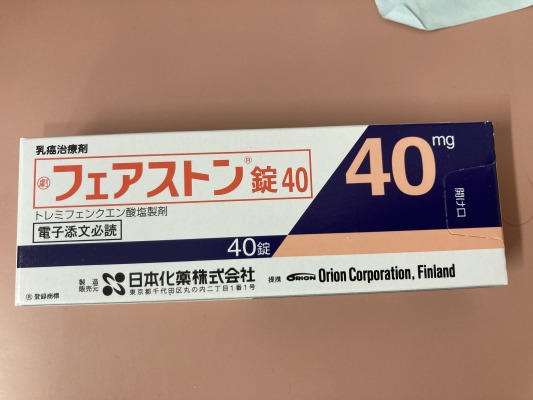 乳癌治療剤
劇 フェアストン®錠40
トレミフェンクエン酸塩製剤
電子添文必読
40mg
開け口
40錠
製造販売元 日本化薬株式会社
東京都千代田区丸の内二丁目1番1号
提携 ORION Orion Corporation, Finland
®登録商標